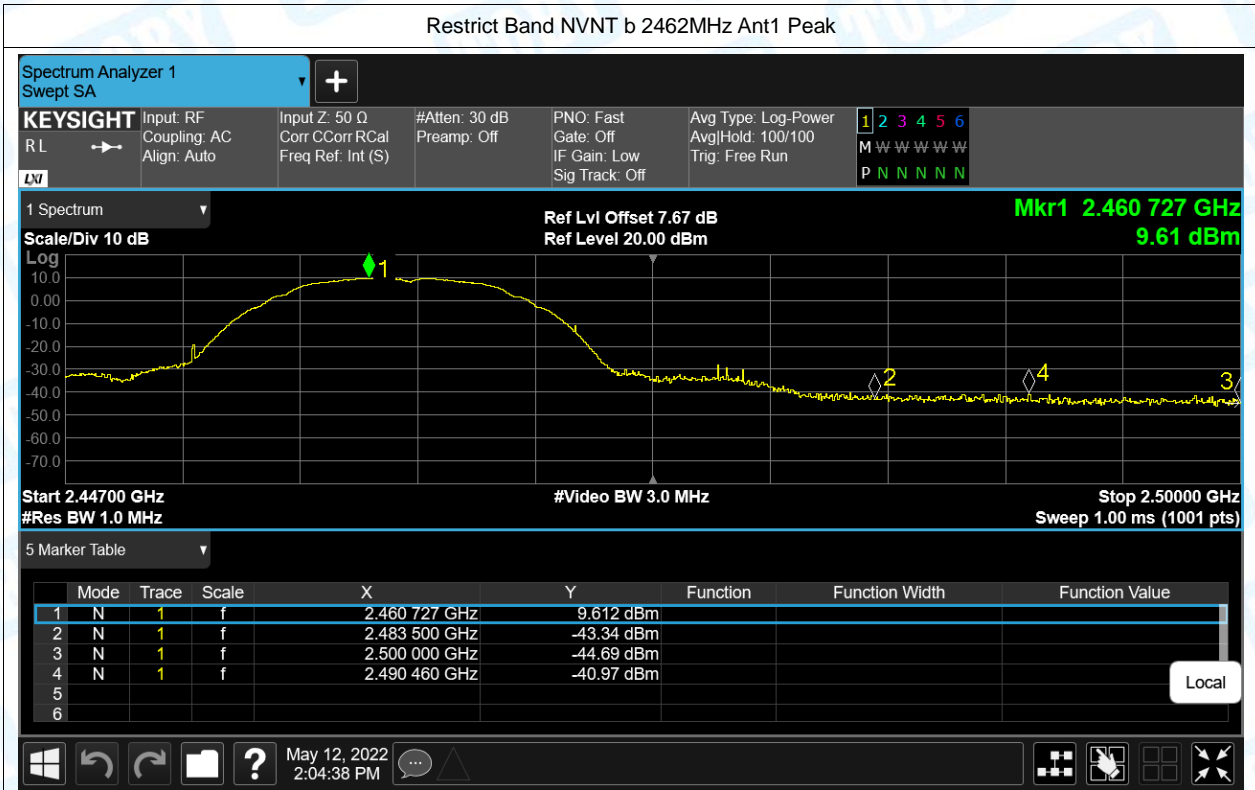 Restrict Band NVNT b 2462MHz Ant1 Peak
Spectrum Analyzer 1
Swept SA
KEYSIGHT
RL
LXI
Input: RF
Coupling: AC
Align: Auto
Input Z: 50 Ω
Corr CCorr RCal
Freq Ref: Int (S)
#Atten: 30 dB
Preamp: Off
PNO: Fast
Gate: Off
IF Gain: Low
Sig Track: Off
Avg Type: Log-Power
Avg|Hold: 100/100
Trig: Free Run
1 2 3 4 5 6
M W W W W W
P N N N N N
1 Spectrum
Scale/Div 10 dB
Ref Lvl Offset 7.67 dB
Ref Level 20.00 dBm
Mkr1 2.460 727 GHz
9.61 dBm
Log
10.0
0.00
-10.0
-20.0
-30.0
-40.0
-50.0
-60.0
-70.0
1
2
4
3
Start 2.44700 GHz
#Res BW 1.0 MHz
#Video BW 3.0 MHz
Stop 2.50000 GHz
Sweep 1.00 ms (1001 pts)
5 Marker Table
Mode Trace Scale X Y Function Function Width Function Value
1 N 1 f 2.460 727 GHz 9.612 dBm
2 N 1 f 2.483 500 GHz -43.34 dBm
3 N 1 f 2.500 000 GHz -44.69 dBm
4 N 1 f 2.490 460 GHz -40.97 dBm
5
6
Local
?
May 12, 2022
2:04:38 PM